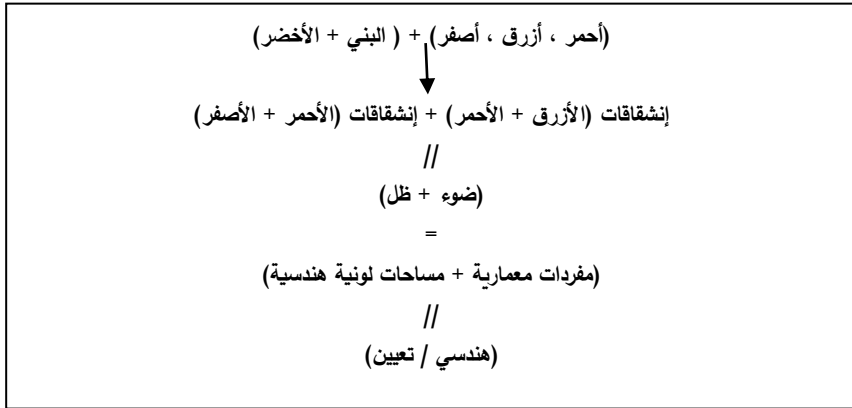 (أحمر ، أزرق ، أصفر) + ( البني + الأخضر)
إنشقاقات (الأزرق + الأحمر) + إنشقاقات (الأحمر + الأصفر)
//
(ضوء + ظل)
=
(مفردات معمارية + مساحات لونية هندسية)
//
(هندسي / تعيين)